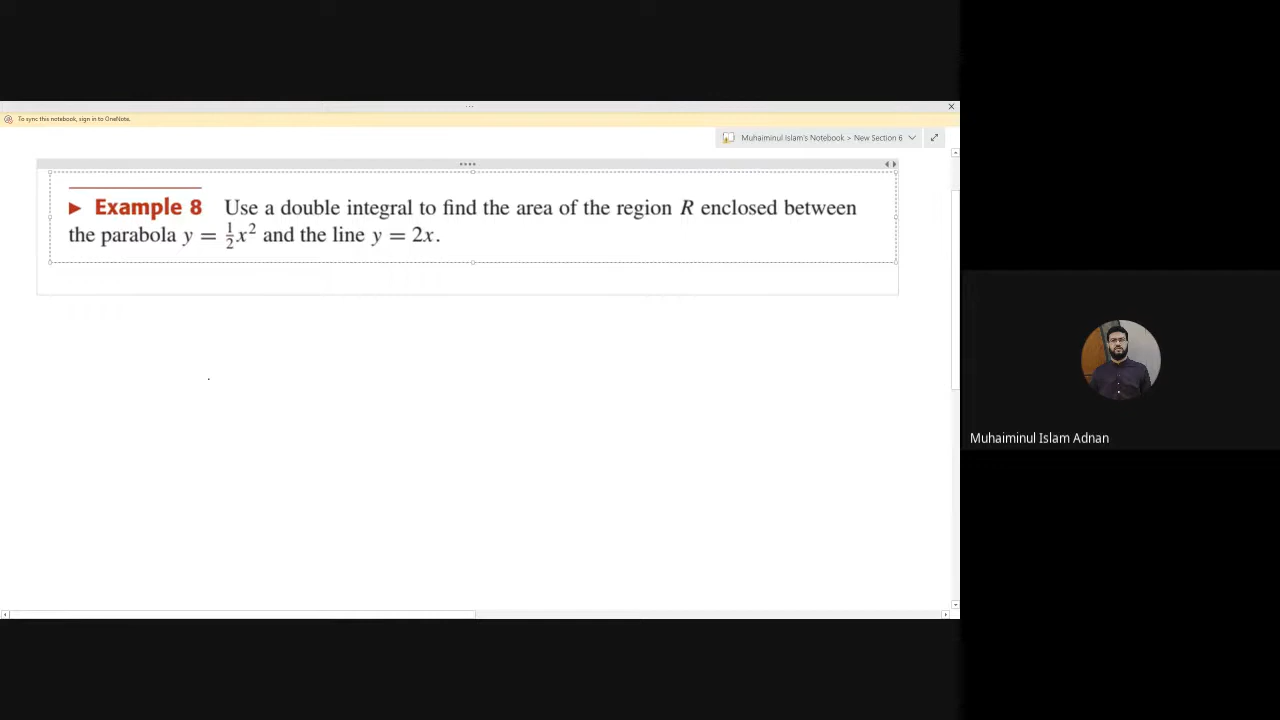 To sync this notebook, sign in to OneNote.
Muhaiminul Islam's Notebook > New Section 6
► Example 8 Use a double integral to find the area of the region R enclosed between
the parabola y = ½x² and the line y = 2x.
Muhaiminul Islam Adnan